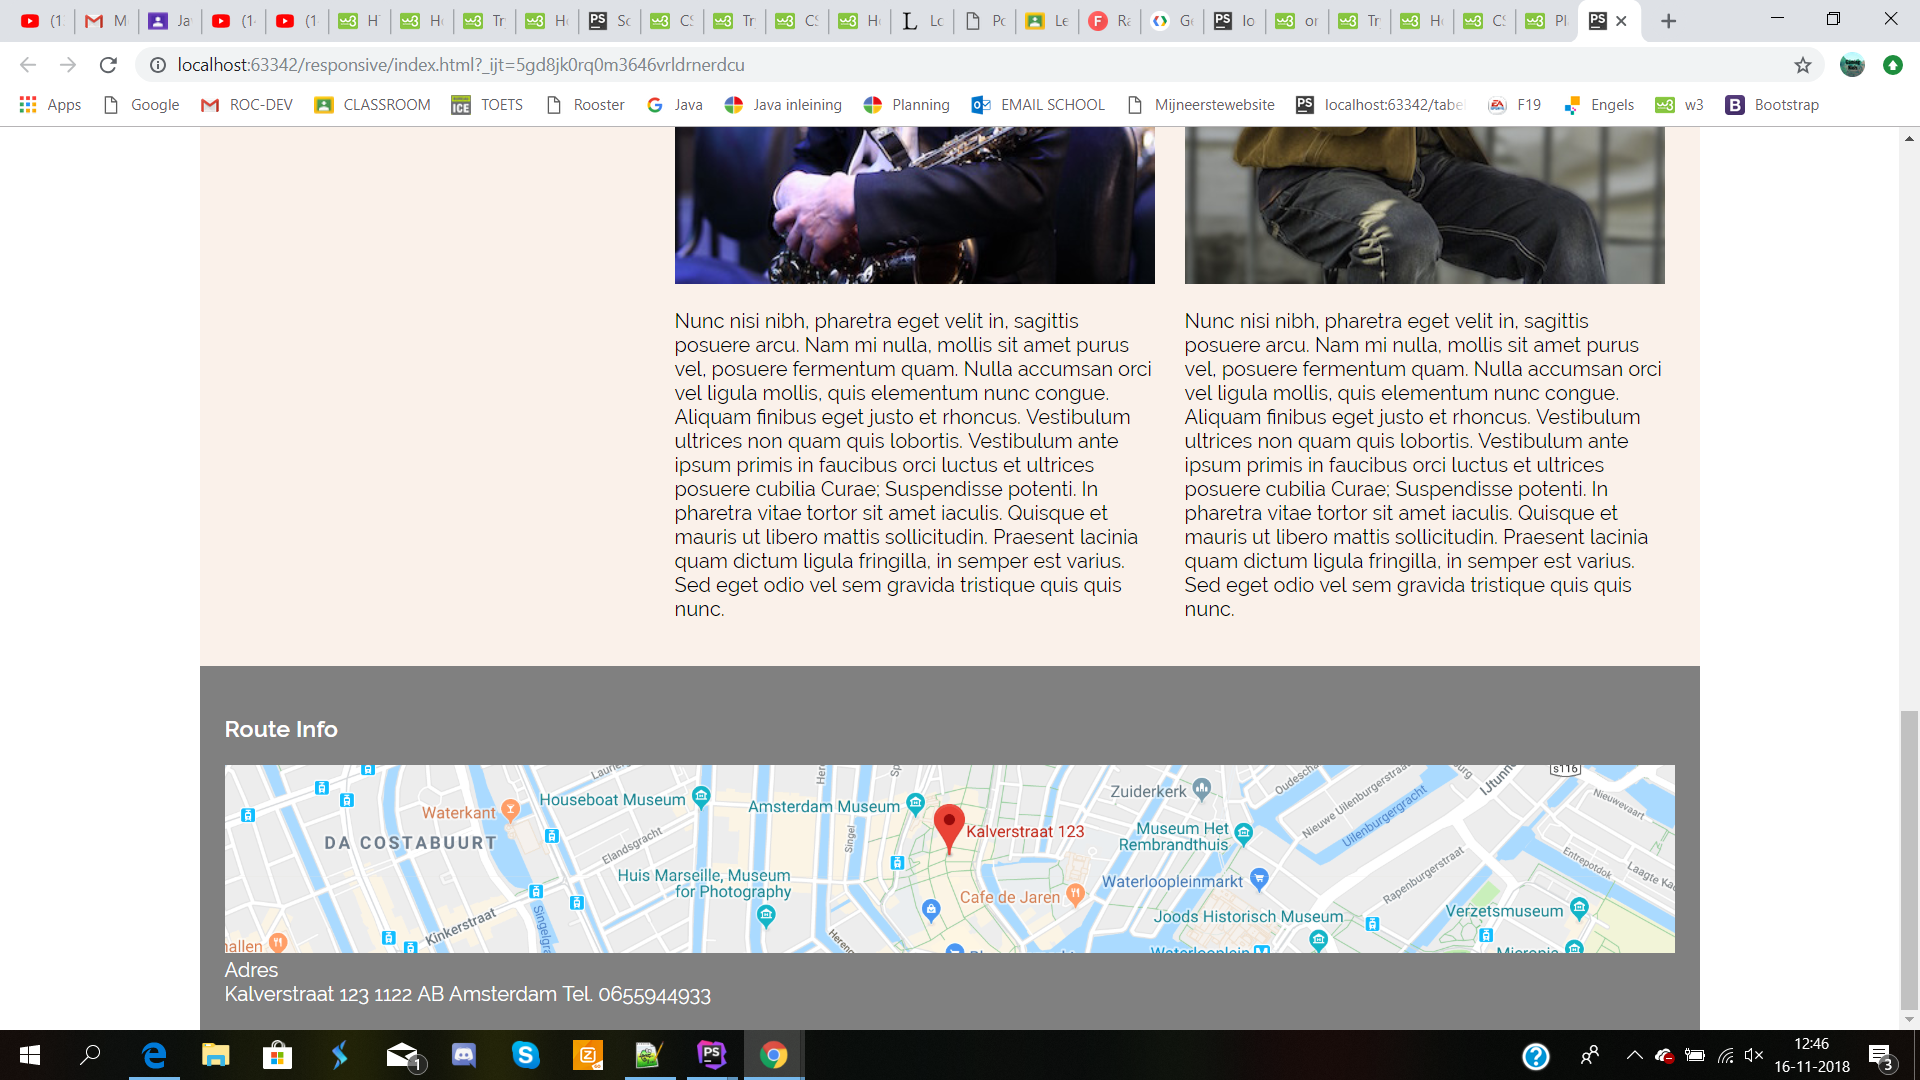 (1
M
Ja
(1
(1
H
He
Tr
He
Sc
CS
Tr
CS
He
Lo
Po
Le
Ra
Ge
lo
or
Tr
He
CS
Pl
localhost:63342/responsive/index.html?_ijt=5gd8jk0rq0m3646vrldrnerdcu
Apps Google ROC-DEV CLASSROOM TOETS Rooster Java Java inleining Planning EMAIL SCHOOL Mijneerstewebsite localhost:63342/tabel F19 Engels w3 Bootstrap
Nunc nisi nibh, pharetra eget velit in, sagittis
posuere arcu. Nam mi nulla, mollis sit amet purus
vel, posuere fermentum quam. Nulla accumsan orci
vel ligula mollis, quis elementum nunc congue.
Aliquam finibus eget justo et rhoncus. Vestibulum
ultrices non quam quis lobortis. Vestibulum ante
ipsum primis in faucibus orci luctus et ultrices
posuere cubilia Curae; Suspendisse potenti. In
pharetra vitae tortor sit amet iaculis. Quisque et
mauris ut libero mattis sollicitudin. Praesent lacinia
quam dictum ligula fringilla, in semper est varius.
Sed eget odio vel sem gravida tristique quis quis
nunc.
Nunc nisi nibh, pharetra eget velit in, sagittis
posuere arcu. Nam mi nulla, mollis sit amet purus
vel, posuere fermentum quam. Nulla accumsan orci
vel ligula mollis, quis elementum nunc congue.
Aliquam finibus eget justo et rhoncus. Vestibulum
ultrices non quam quis lobortis. Vestibulum ante
ipsum primis in faucibus orci luctus et ultrices
posuere cubilia Curae; Suspendisse potenti. In
pharetra vitae tortor sit amet iaculis. Quisque et
mauris ut libero mattis sollicitudin. Praesent lacinia
quam dictum ligula fringilla, in semper est varius.
Sed eget odio vel sem gravida tristique quis quis
nunc.
Route Info
Waterkant
DA COSTABUURT
Houseboat Museum
Elandsgracht
Huis Marseille, Museum
for Photography
Kinkerstraat
Amsterdam Museum
Singel
Kalverstraat 123
Cafe de Jaren
Zuiderkerk
Museum Het
Rembrandthuis
Waterloopleinmarkt
Joods Historisch Museum
Waterlooplein
Nieuwe Uilenburgerstraat
Uilenburgergracht
Rapenburgerstraat
s116
Nieuwevaart
Entrepotdok
Verzetsmuseum
Micropia
Adres
Kalverstraat 123 1122 AB Amsterdam Tel. 0655944933
12:46
16-11-2018